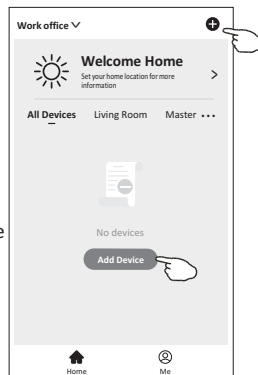 Work office
Welcome Home
Set your home location for more
information
All Devices Living Room Master
e
No devices
Add Device
Home Me